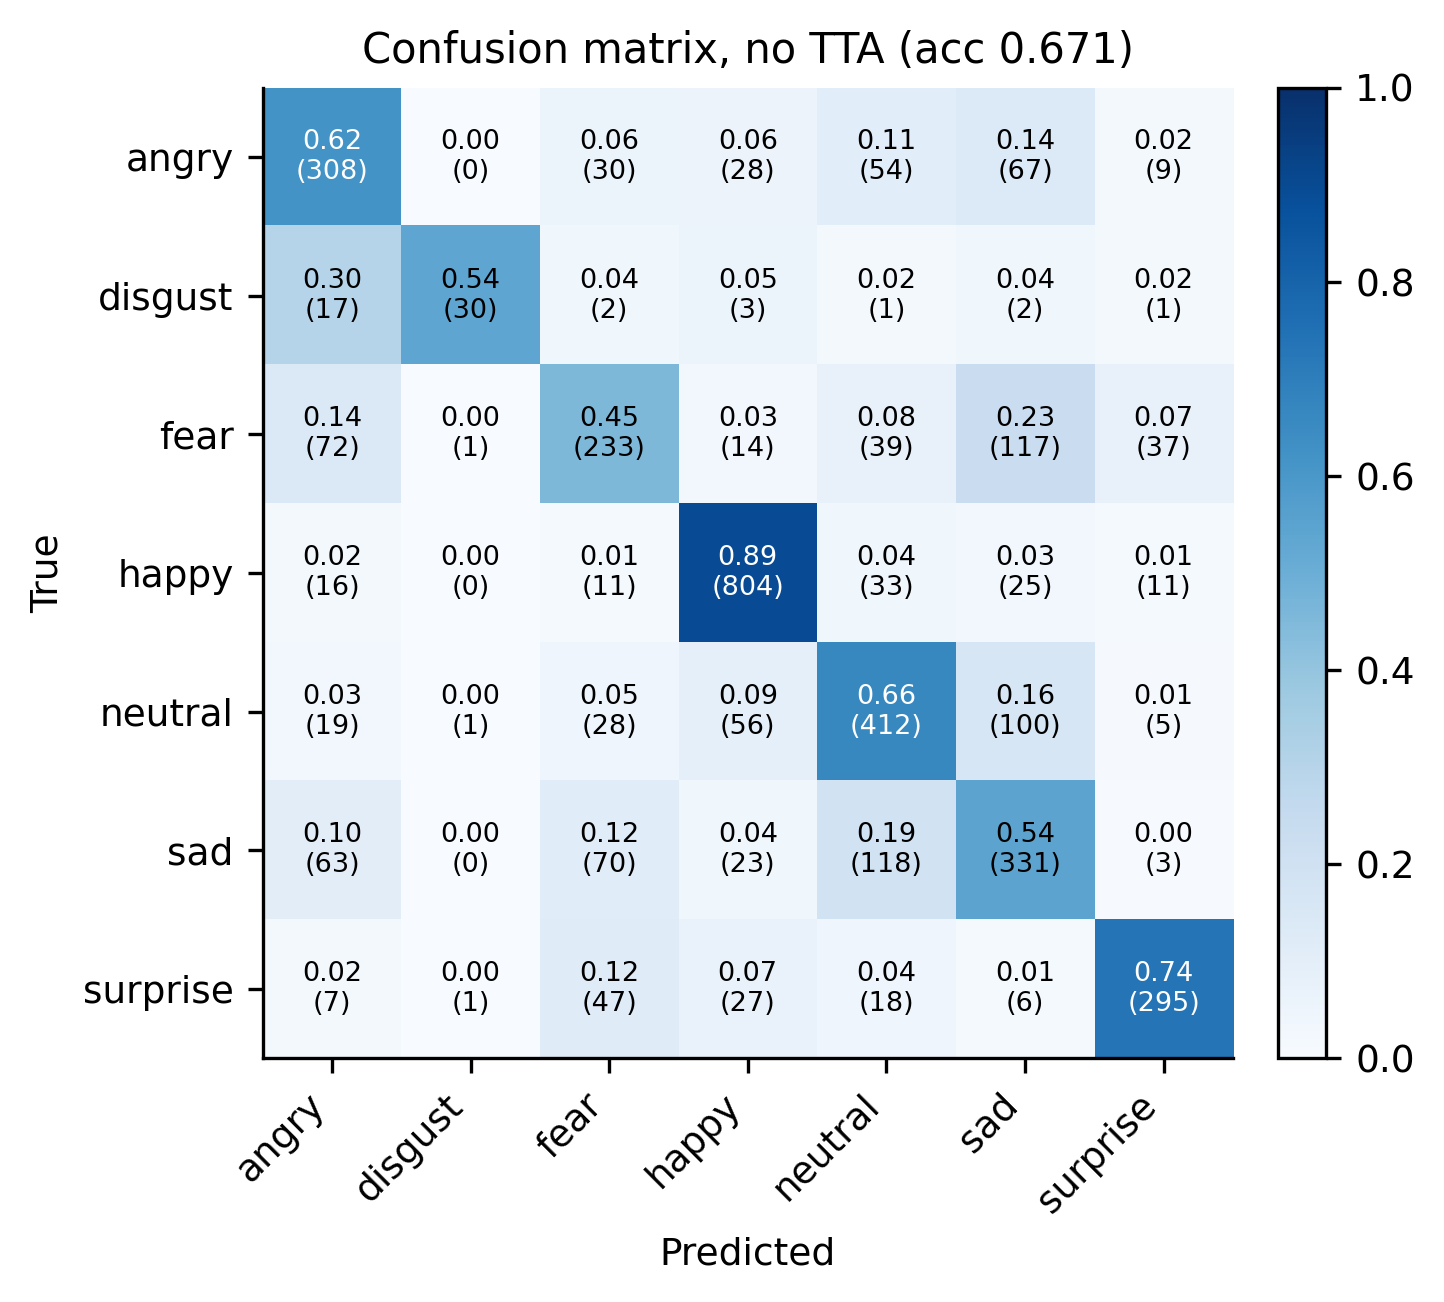 Confusion matrix, no TTA (acc 0.671)
angry
0.62 0.00 0.06 0.06 0.11 0.14 0.02
(308) (0) (30) (28) (54) (67) (9)
disgust
0.30 0.54 0.04 0.05 0.02 0.04 0.02
(17) (30) (2) (3) (1) (2) (1)
fear
0.14 0.00 0.45 0.03 0.08 0.23 0.07
(72) (1) (233) (14) (39) (117) (37)
happy
0.02 0.00 0.01 0.89 0.04 0.03 0.01
(16) (0) (11) (804) (33) (25) (11)
neutral
0.03 0.00 0.05 0.09 0.66 0.16 0.01
(19) (1) (28) (56) (412) (100) (5)
sad
0.10 0.00 0.12 0.04 0.19 0.54 0.00
(63) (0) (70) (23) (118) (331) (3)
surprise
0.02 0.00 0.12 0.07 0.04 0.01 0.74
(7) (1) (47) (27) (18) (6) (295)
True
angry disgust fear happy neutral sad surprise
Predicted
1.0
0.8
0.6
0.4
0.2
0.0